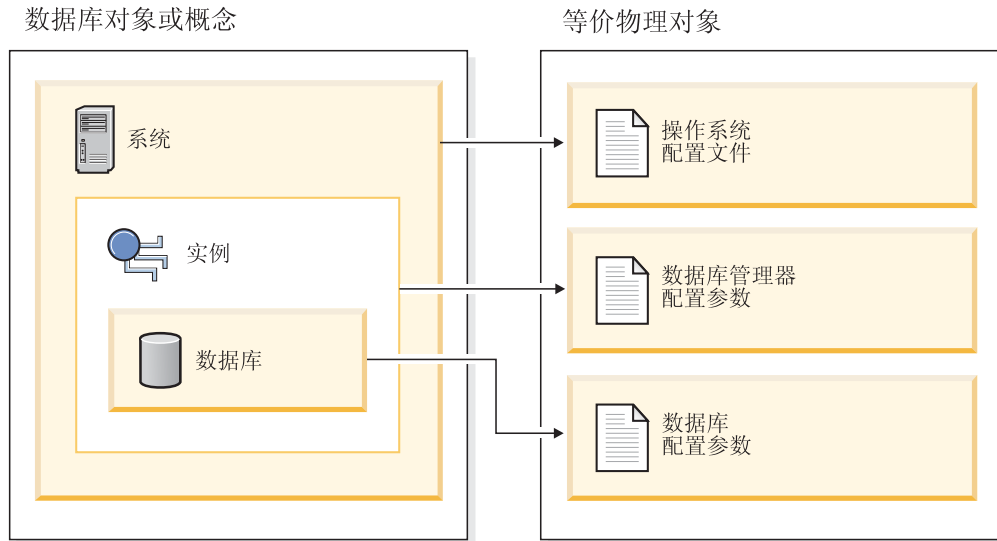 数据库对象或概念
等价物理对象
系统
实例
数据库
操作系统
配置文件
数据库管理器
配置参数
数据库
配置参数